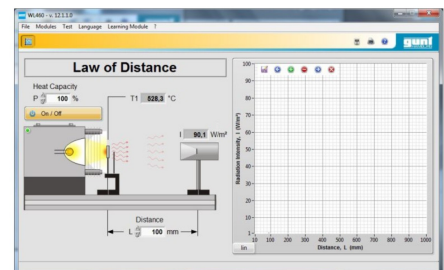 WL460 - v. 12.1.1.0
File Modules Test Language Learning Module ?
gunt
Law of Distance
Heat Capacity
P 100 %
On / Off
T1 528,3 °C
I 90,1 W/m²
Distance
L 100 mm
Radiation Intensity, I (W/m²)
100
90
80
70
60
50
40
30
20
10
1
10 100 200 300 400 500 600 700 800 900 1000
lin
Distance, L (mm)